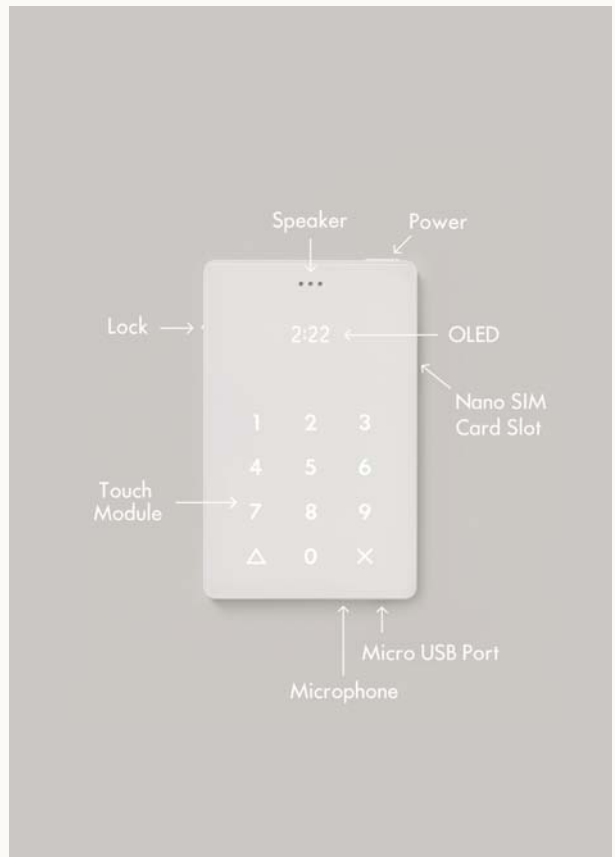 Speaker
Power
Lock
2:22
OLED
Nano SIM
Card Slot
1 2 3
4 5 6
Touch
Module
7 8 9
0
Micro USB Port
Microphone